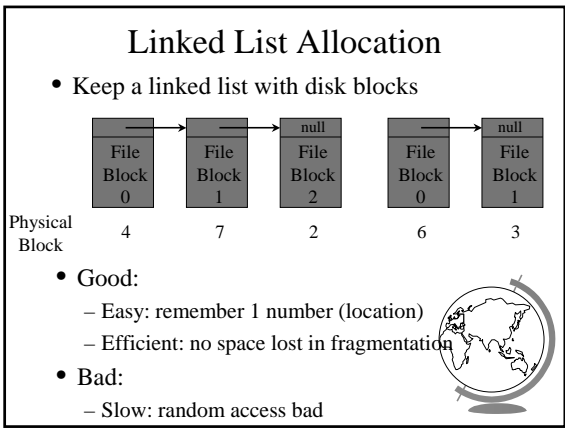 Linked List Allocation
• Keep a linked list with disk blocks
null null
File File File File File
Block Block Block Block Block
0 1 2 0 1
Physical
Block
4 7 2 6 3
• Good:
– Easy: remember 1 number (location)
– Efficient: no space lost in fragmentation
• Bad:
– Slow: random access bad